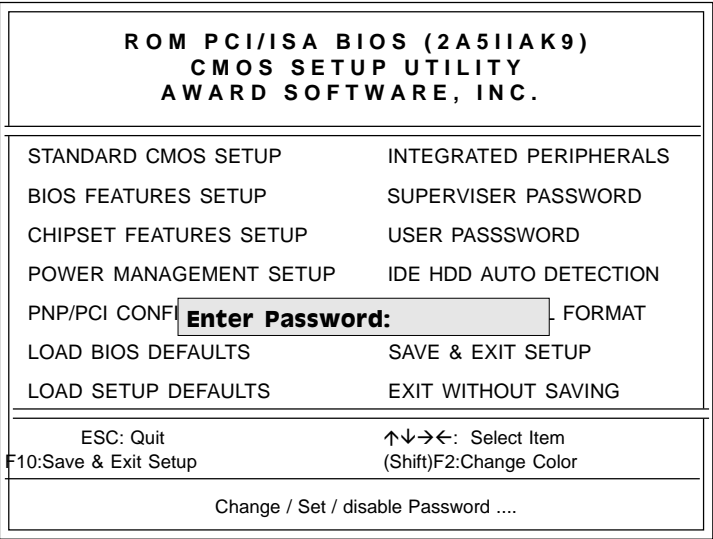 ROM PCI/ISA BIOS (2A5IIAK9)
CMOS SETUP UTILITY
AWARD SOFTWARE, INC.
STANDARD CMOS SETUP INTEGRATED PERIPHERALS
BIOS FEATURES SETUP SUPERVISER PASSWORD
CHIPSET FEATURES SETUP USER PASSSWORD
POWER MANAGEMENT SETUP IDE HDD AUTO DETECTION
PNP/PCI CONFI Enter Password: FORMAT
LOAD BIOS DEFAULTS SAVE & EXIT SETUP
LOAD SETUP DEFAULTS EXIT WITHOUT SAVING
ESC: Quit ↑↓→←: Select Item
F10:Save & Exit Setup (Shift)F2:Change Color
Change / Set / disable Password ....